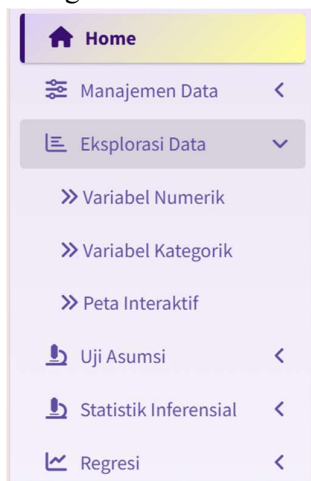 Home
Manajemen Data
Eksplorasi Data
Variabel Numerik
Variabel Kategorik
Peta Interaktif
Uji Asumsi
Statistik Inferensial
Regresi